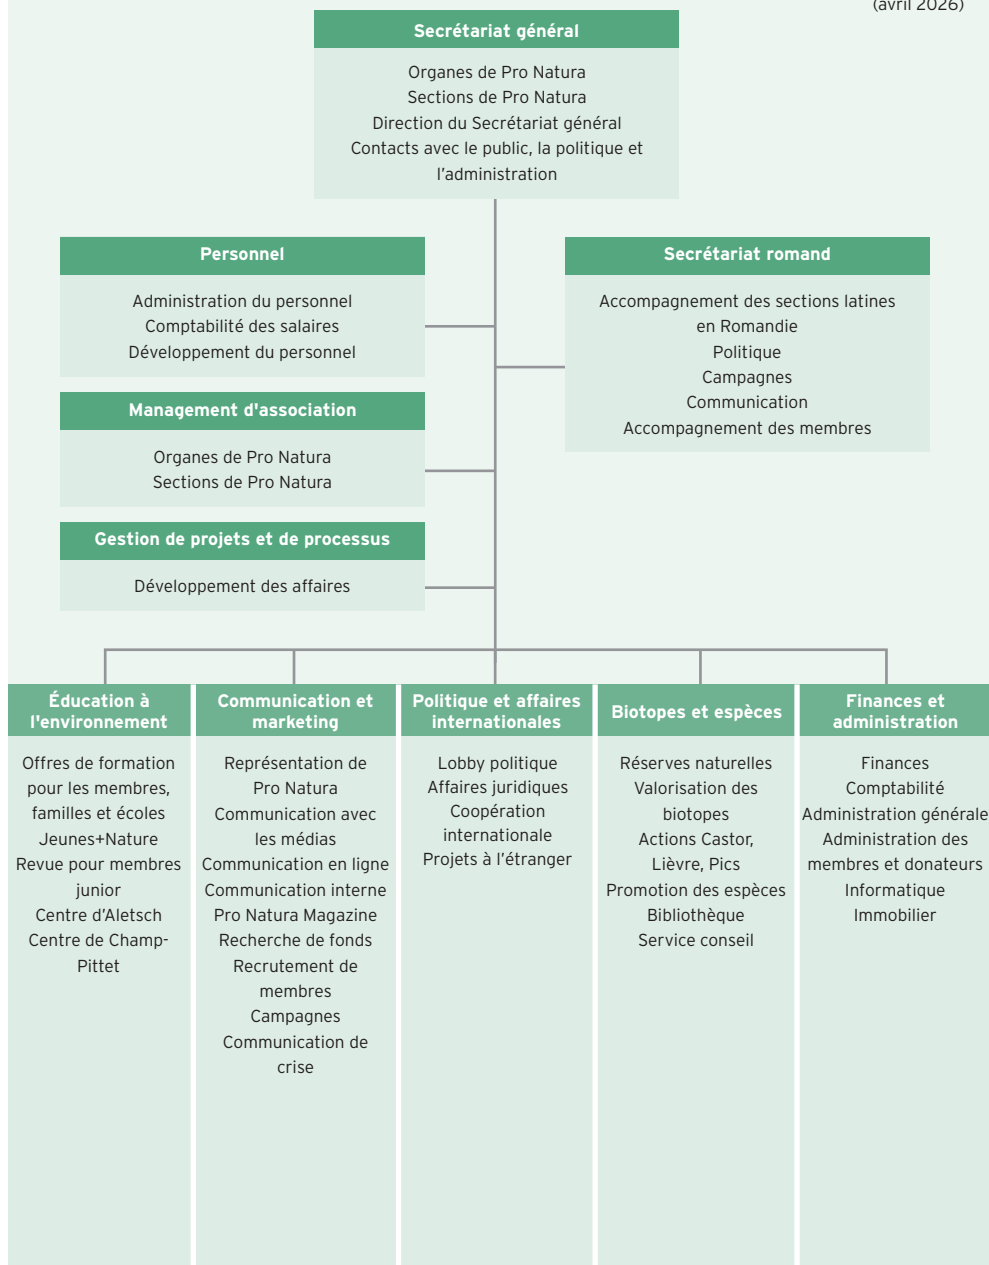 (avril 2026)
Secrétariat général
Organes de Pro Natura
Sections de Pro Natura
Direction du Secrétariat général
Contacts avec le public, la politique et
l’administration
Personnel
Administration du personnel
Comptabilité des salaires
Développement du personnel
Secrétariat romand
Accompagnement des sections latines
en Romandie
Politique
Campagnes
Communication
Accompagnement des membres
Management d'association
Organes de Pro Natura
Sections de Pro Natura
Gestion de projets et de processus
Développement des affaires
Éducation à
l'environnement
Offres de formation
pour les membres,
familles et écoles
Jeunes+Nature
Revue pour membres
junior
Centre d’Aletsch
Centre de Champ-
Pittet
Communication et
marketing
Représentation de
Pro Natura
Communication avec
les médias
Communication en ligne
Communication interne
Pro Natura Magazine
Recherche de fonds
Recrutement de
membres
Campagnes
Communication de
crise
Politique et affaires
internationales
Lobby politique
Affaires juridiques
Coopération
internationale
Projets à l’étranger
Biotopes et espèces
Réserves naturelles
Valorisation des
biotopes
Actions Castor,
Lièvre, Pics
Promotion des espèces
Bibliothèque
Service conseil
Finances et
administration
Finances
Comptabilité
Administration générale
Administration des
membres et donateurs
Informatique
Immobilier